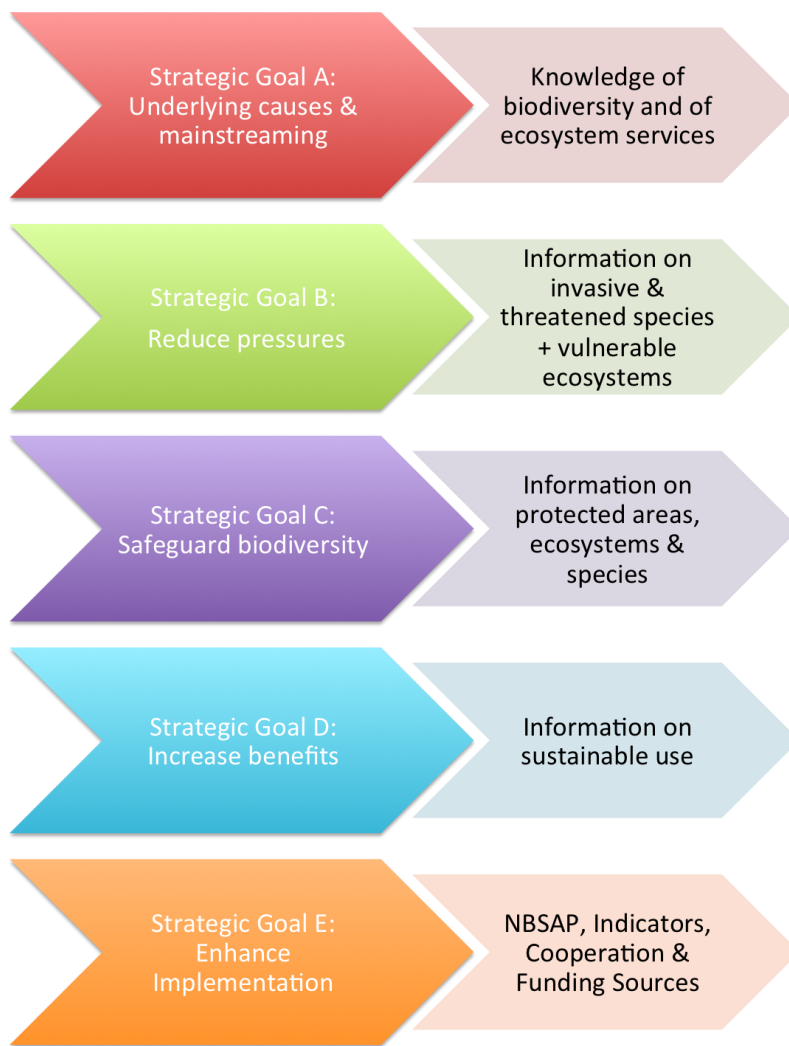 Strategic Goal A:
Underlying causes &
mainstreaming
Knowledge of
biodiversity and of
ecosystem services
Strategic Goal B:
Reduce pressures
Information on
invasive &
threatened species
+ vulnerable
ecosystems
Strategic Goal C:
Safeguard biodiversity
Information on
protected areas,
ecosystems &
species
Strategic Goal D:
Increase benefits
Information on
sustainable use
Strategic Goal E:
Enhance
Implementation
NBSAP, Indicators,
Cooperation &
Funding Sources